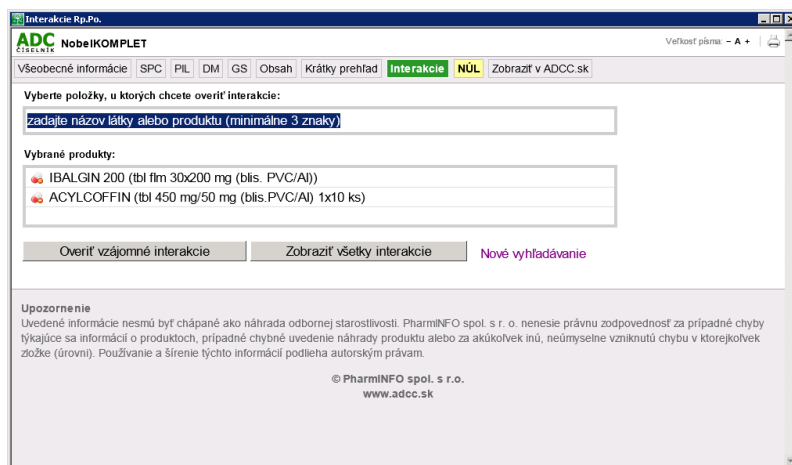 Interakcie Rp.Po.
ADC ČÍSELNÍK NobelKOMPLET Veľkosť písma: – A +
Všeobecné informácie SPC PIL DM GS Obsah Krátky prehľad Interakcie NÚL Zobraziť v ADCC.sk
Vyberte položky, u ktorých chcete overiť interakcie:
zadajte názov látky alebo produktu (minimálne 3 znaky)
Vybrané produkty:
IBALGIN 200 (tbl flm 30x200 mg (blis. PVC/Al))
ACYLCOFFIN (tbl 450 mg/50 mg (blis.PVC/Al) 1x10 ks)
Overiť vzájomné interakcie Zobraziť všetky interakcie Nové vyhľadávanie
Upozornenie
Uvedené informácie nesmú byť chápané ako náhrada odbornej starostlivosti. PharmINFO spol. s r. o. nenesie právnu zodpovednosť za prípadné chyby
týkajúce sa informácií o produktoch, prípadné chybné uvedenie náhrady produktu alebo za akúkoľvek inú, neúmyselne vzniknutú chybu v ktorejkoľvek
zložke (úrovni). Používanie a šírenie týchto informácií podlieha autorským právam.
© PharmINFO spol. s r.o.
www.adcc.sk